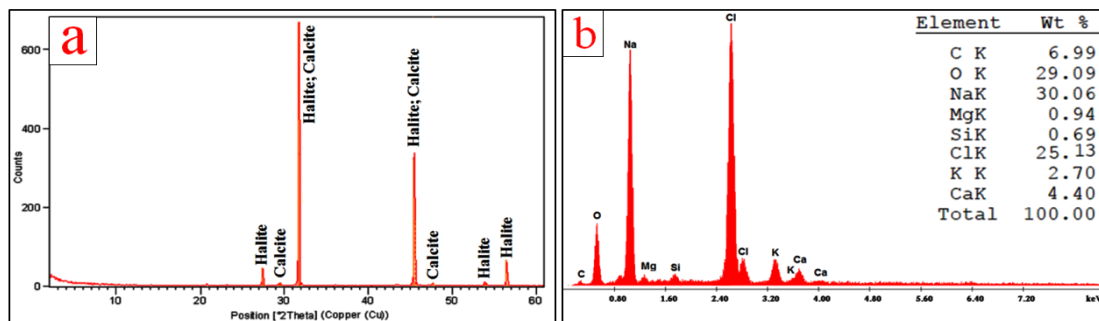 a
600
400
200
0
Counts
Halite
Calcite
Halite; Calcite
Halite; Calcite
Calcite
Halite
Halite
10
20
30
40
50
60
Position [°2Theta] (Copper (Cu))
b
C
O
Na
Mg
Si
Cl
Cl
K
K
Ca
Ca
0.80
1.60
2.40
3.20
4.00
4.80
5.60
6.40
7.20
keV
Element Wt %
C K 6.99
O K 29.09
NaK 30.06
MgK 0.94
SiK 0.69
ClK 25.13
K K 2.70
CaK 4.40
Total 100.00